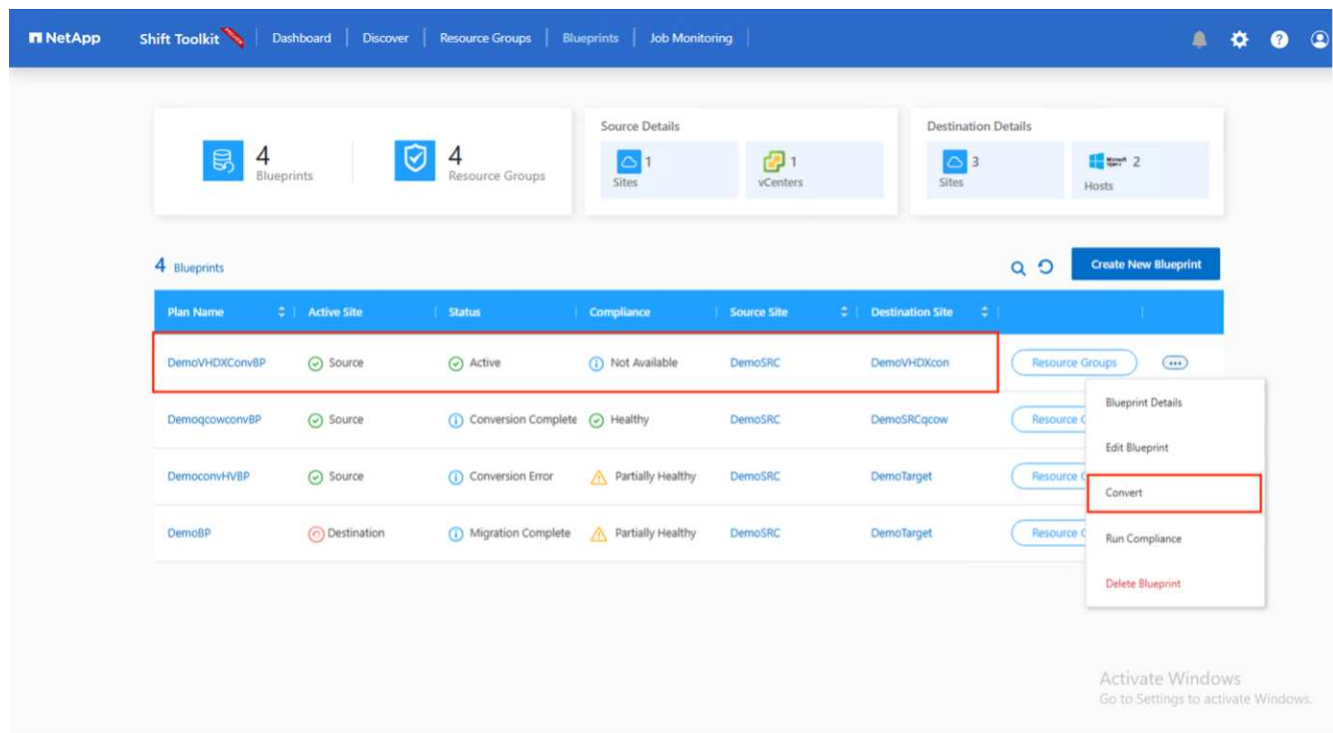 NetApp Shift Toolkit Dashboard Discover Resource Groups Blueprints Job Monitoring
Source Details Destination Details
4 Blueprints
4 Resource Groups
1 Sites
1 vCenters
3 Sites
2 Hosts
4 Blueprints
Create New Blueprint
Plan Name Active Site Status Compliance Source Site Destination Site
DemoVHDXConvBP Source Active Not Available DemoSRC DemoVHDXcon Resource Groups
DemoqcowconvBP Source Conversion Complete Healthy DemoSRC DemoSRCqcow Resource G
DemoconvHVBP Source Conversion Error Partially Healthy DemoSRC DemoTarget Resource G
DemoBP Destination Migration Complete Partially Healthy DemoSRC DemoTarget Resource G
Blueprint Details
Edit Blueprint
Convert
Run Compliance
Delete Blueprint
Activate Windows
Go to Settings to activate Windows.